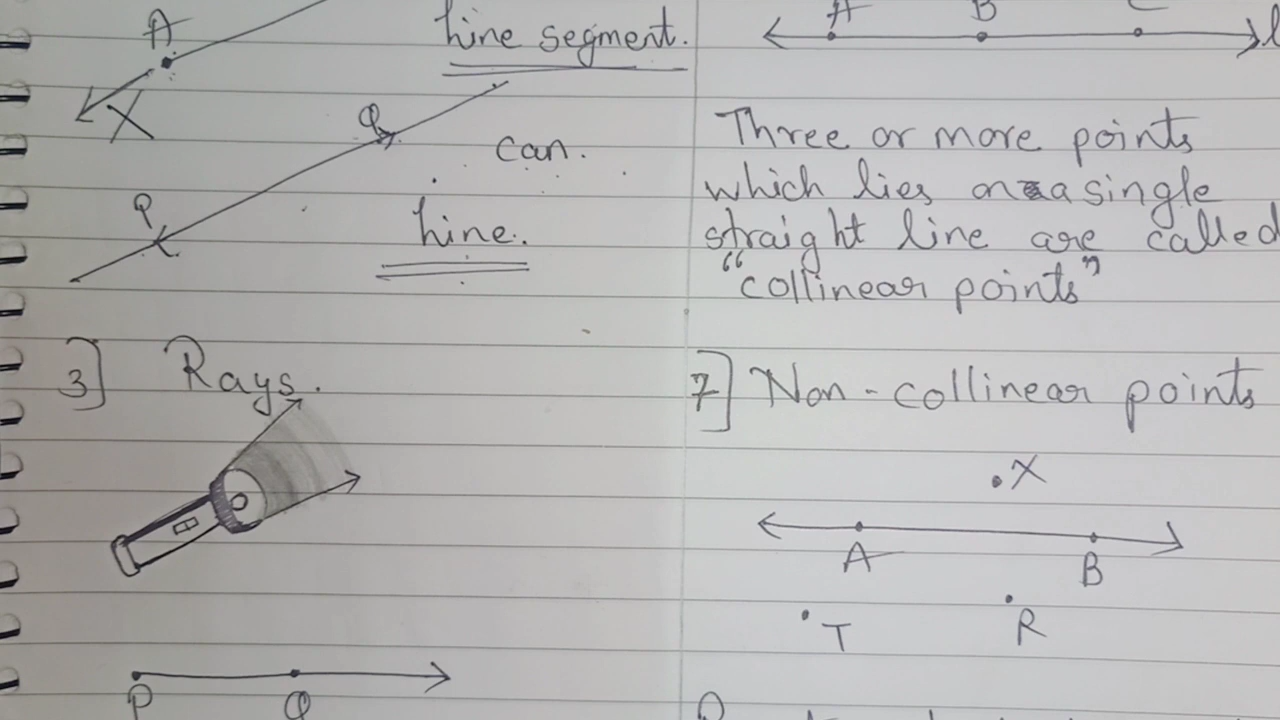 A
Line segment.
X
Q
can.
P
Line.
3] Rays.
P Q
A B C l
Three or more points
which lies on a single
straight line are called
"collinear points"
7] Non-collinear points
X
A B
T R